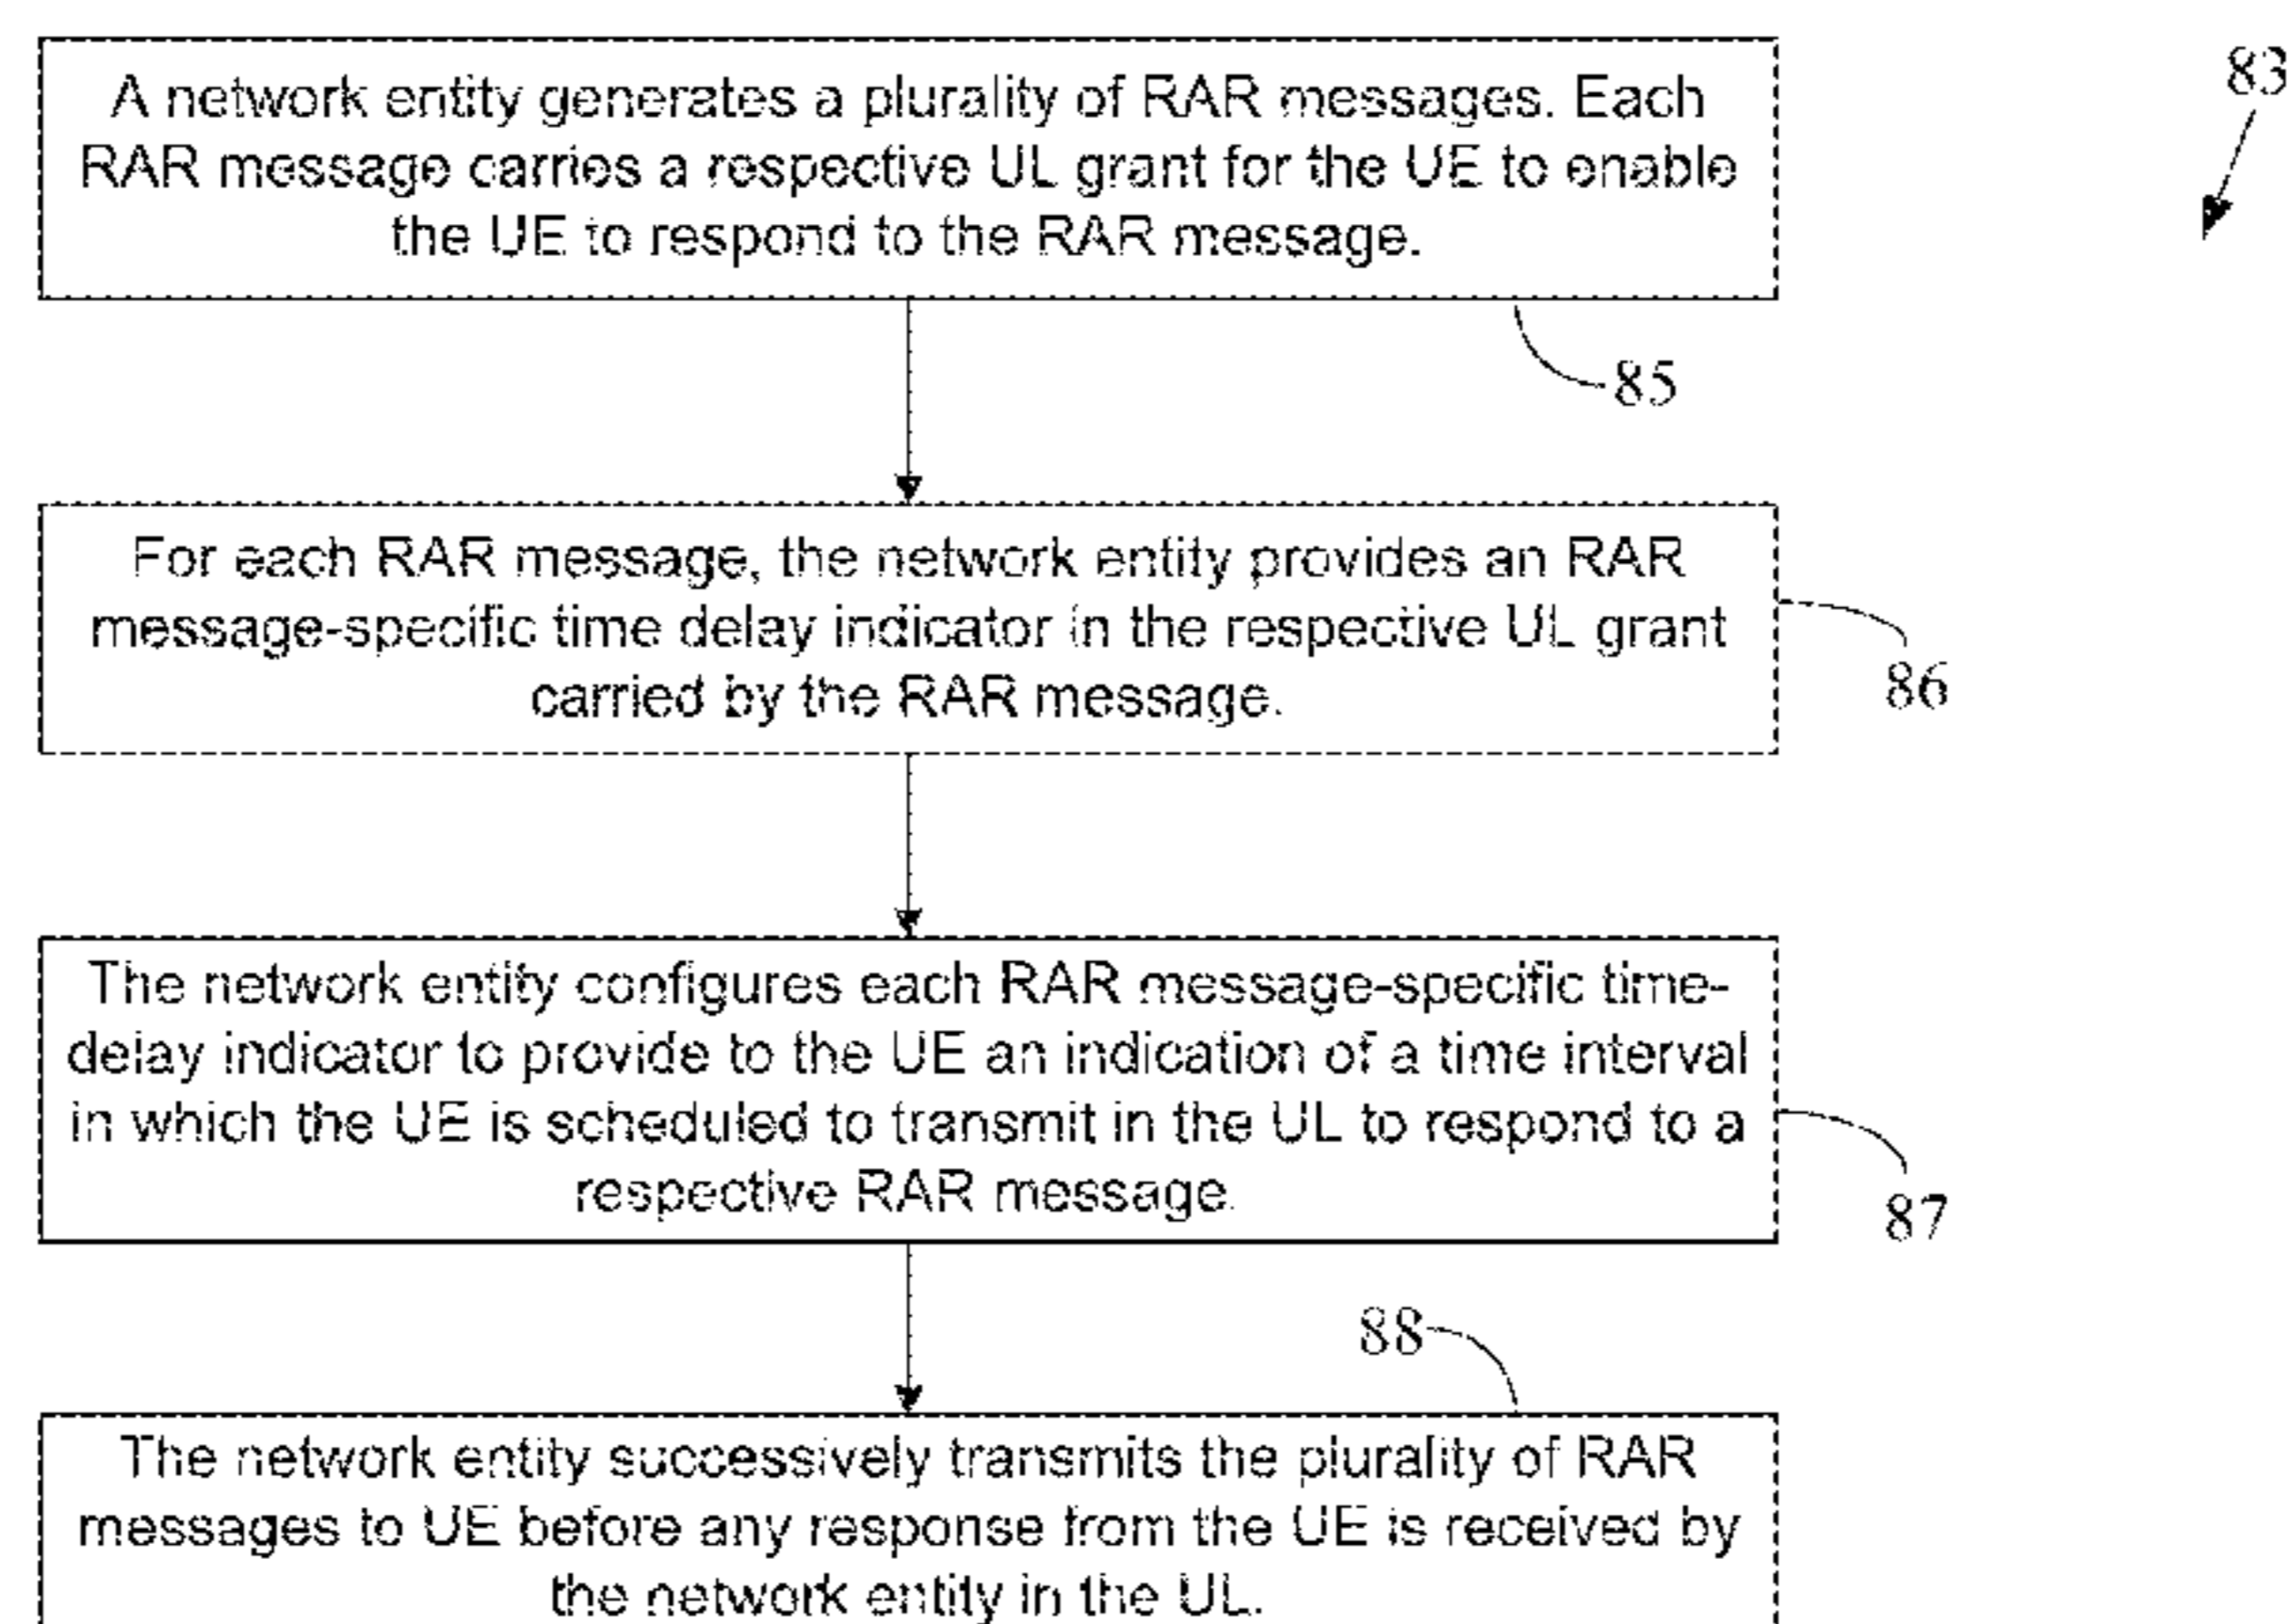 83
A network entity generates a plurality of RAR messages. Each
RAR message carries a respective UL grant for the UE to enable
the UE to respond to the RAR message.
85
For each RAR message, the network entity provides an RAR
message-specific time delay indicator in the respective UL grant
carried by the RAR message.
86
The network entity configures each RAR message-specific time-
delay indicator to provide to the UE an indication of a time interval
in which the UE is scheduled to transmit in the UL to respond to a
respective RAR message.
87
88
The network entity successively transmits the plurality of RAR
messages to UE before any response from the UE is received by
the network entity in the UL.